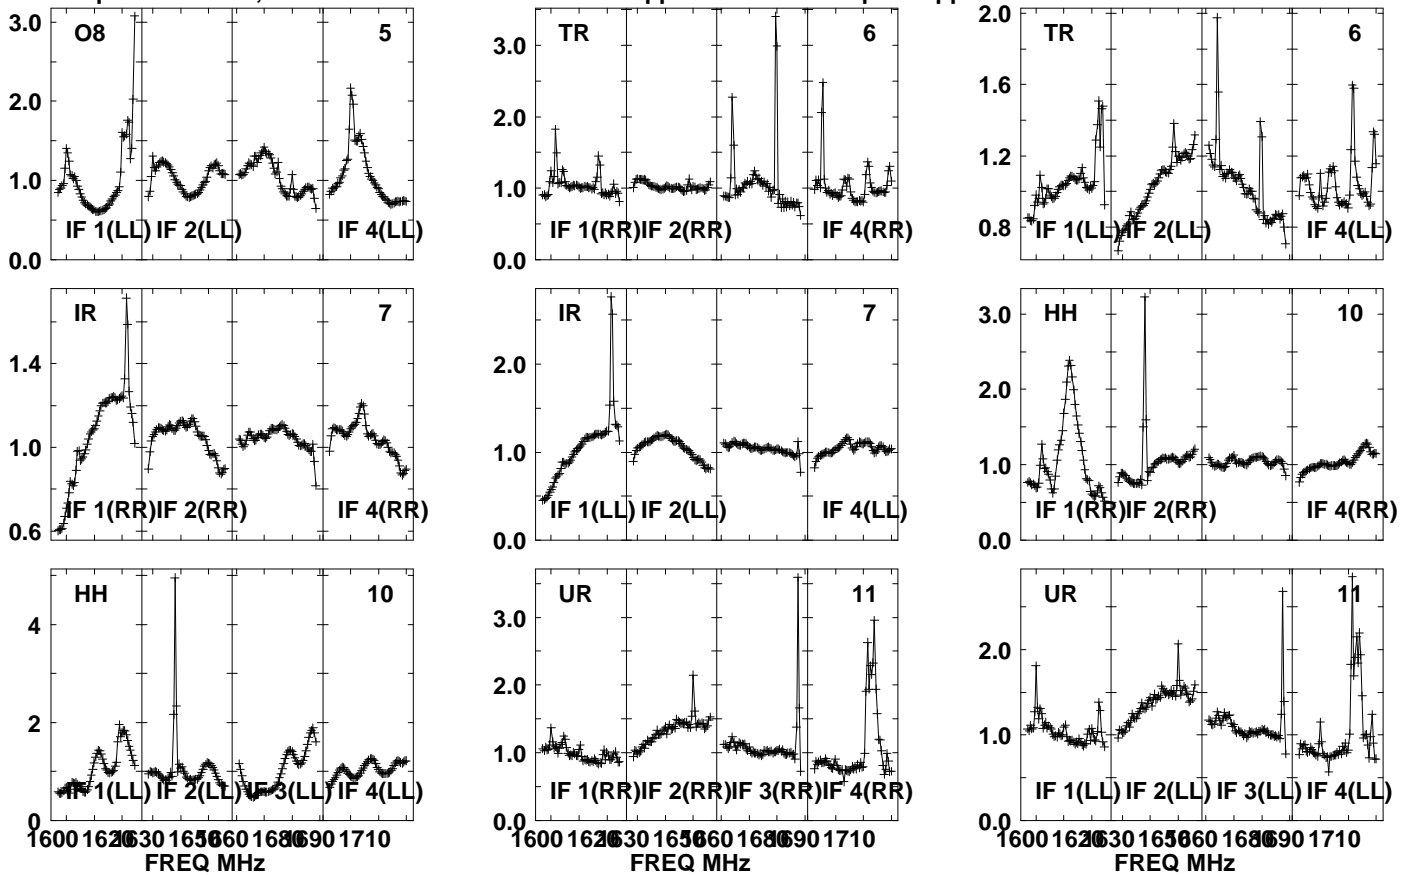 3.0 O8 5
2.0
1.0
IF 1(LL) IF 2(LL) IF 4(LL)
0.0
TR 6
3.0
2.0
1.0
IF 1(RR) IF 2(RR) IF 4(RR)
0.0
2.0 TR 6
1.6
1.2
0.8 IF 1(LL) IF 2(LL) IF 4(LL)
IR 7
1.4
1.0
IF 1(RR) IF 2(RR) IF 4(RR)
0.6
IR 7
2.0
1.0
IF 1(LL) IF 2(LL) IF 4(LL)
0.0
3.0 HH 10
2.0
1.0
IF 1(RR) IF 2(RR) IF 4(RR)
0.0
HH 10
4
2
IF 1(LL) IF 2(LL) IF 3(LL) IF 4(LL)
0
1600 1620 1630 1650 1660 1680 1690 1710
FREQ MHz
UR 11
3.0
2.0
1.0
IF 1(RR) IF 2(RR) IF 3(RR) IF 4(RR)
0.0
1600 1620 1630 1650 1660 1680 1690 1710
FREQ MHz
UR 11
2.0
1.0
IF 1(LL) IF 2(LL) IF 3(LL) IF 4(LL)
0.0
1600 1620 1630 1650 1660 1680 1690 1710
FREQ MHz